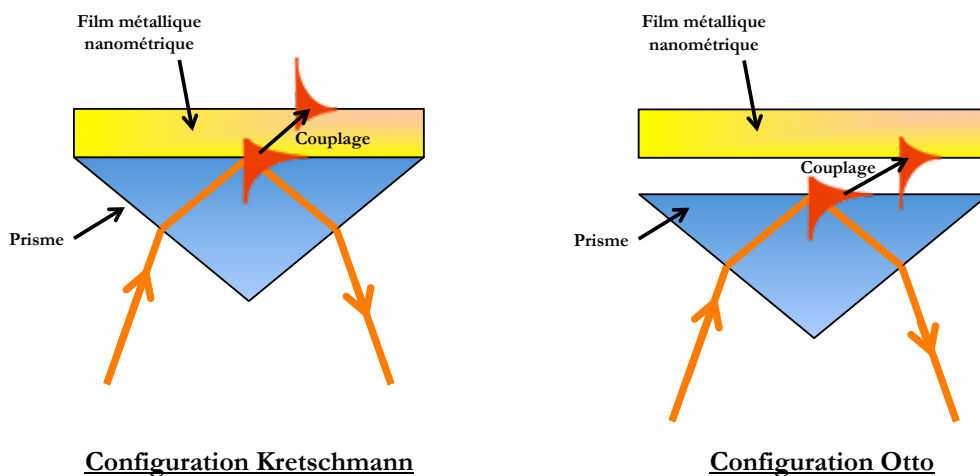 Film métallique
nanométrique
Couplage
Prisme
Configuration Kretschmann
Film métallique
nanométrique
Couplage
Prisme
Configuration Otto